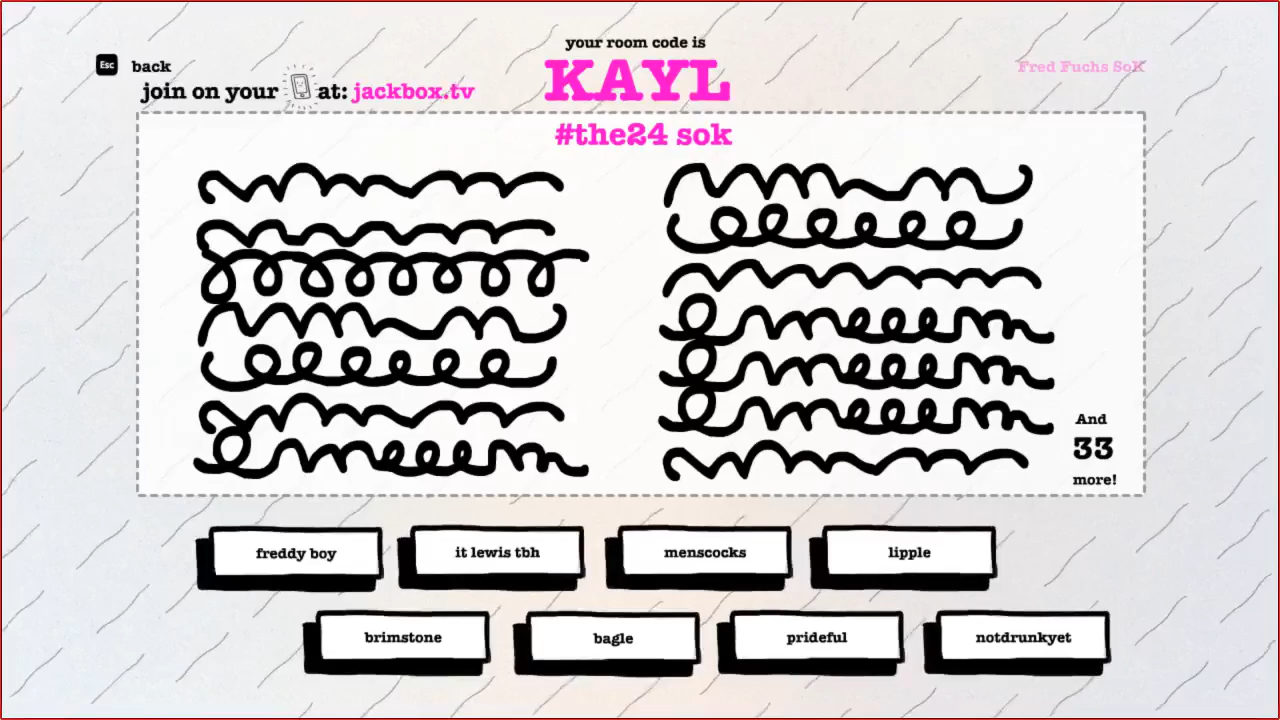 your room code is
Esc back
KAYL
Fred Fuchs SoK
join on your at: jackbox.tv
#the24 sok
And
33
more!
freddy boy
it lewis tbh
menscocks
lipple
brimstone
bagle
prideful
notdrunkyet